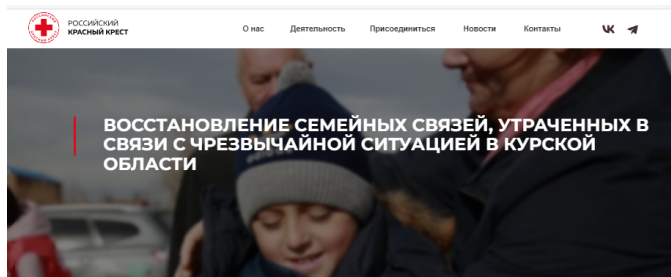 РОССИЙСКИЙ
КРАСНЫЙ КРЕСТ
О нас
Деятельность
Присоединиться
Новости
Контакты
ВОССТАНОВЛЕНИЕ СЕМЕЙНЫХ СВЯЗЕЙ, УТРАЧЕННЫХ В
СВЯЗИ С ЧРЕЗВЫЧАЙНОЙ СИТУАЦИЕЙ В КУРСКОЙ
ОБЛАСТИ